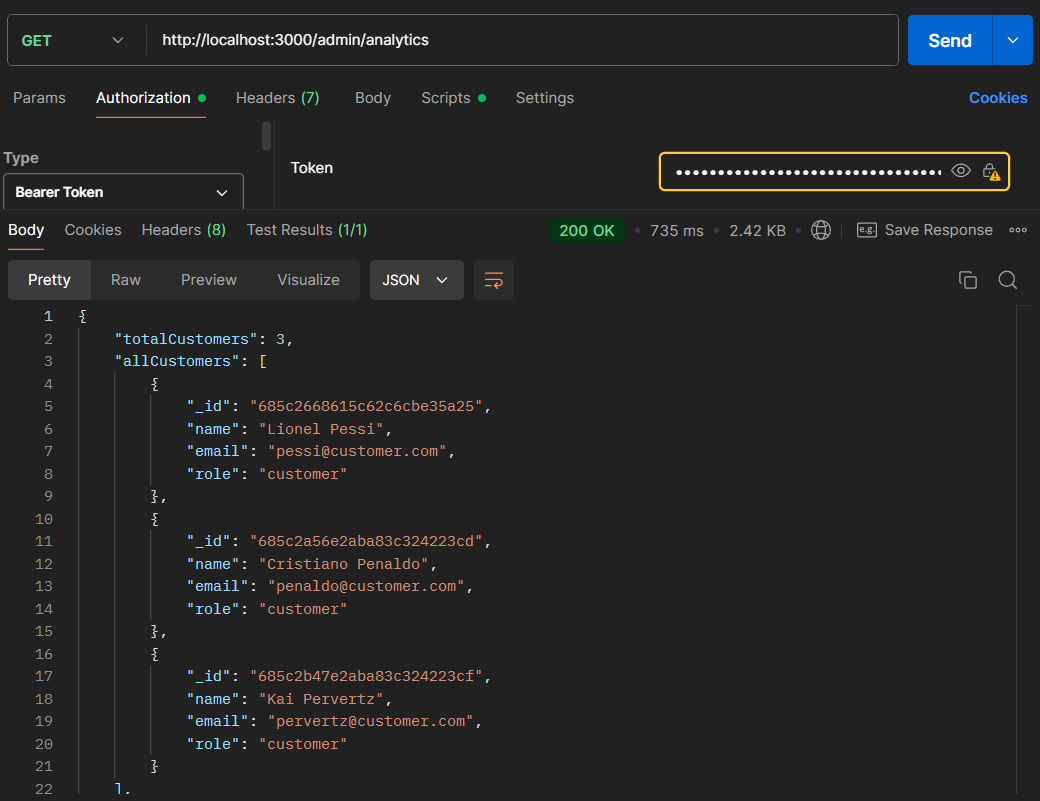 GET http://localhost:3000/admin/analytics Send
Params Authorization Headers (7) Body Scripts Settings Cookies
Type
Token
Bearer Token
Body Cookies Headers (8) Test Results (1/1) 200 OK • 735 ms • 2.42 KB • e.g. Save Response
Pretty Raw Preview Visualize JSON
1 {
2 "totalCustomers": 3,
3 "allCustomers": [
4 {
5 "_id": "685c2668615c62c6cbe35a25",
6 "name": "Lionel Pessi",
7 "email": "pessi@customer.com",
8 "role": "customer"
9 },
10 {
11 "_id": "685c2a56e2aba83c324223cd",
12 "name": "Cristiano Penaldo",
13 "email": "penaldo@customer.com",
14 "role": "customer"
15 },
16 {
17 "_id": "685c2b47e2aba83c324223cf",
18 "name": "Kai Pervertz",
19 "email": "pervertz@customer.com",
20 "role": "customer"
21 }
22 ],